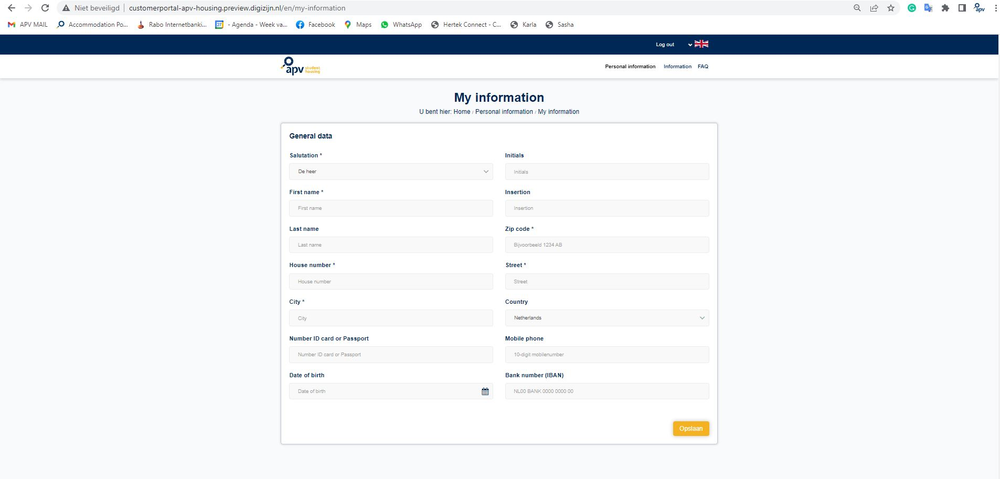 Niet beveiligd | customerportal-apv-housing.preview.digizijn.nl/en/my-information
APV MAIL Accommodation Po... Rabo Internetbanki... 27 - Agenda - Week va... Facebook Maps WhatsApp Hertek Connect - C... Karla Sasha
Log out
apv student housing
Personal information Information FAQ
My information
U bent hier: Home / Personal information / My information
General data
Salutation * Initials
De heer Initials
First name * Insertion
First name Insertion
Last name Zip code *
Last name Bijvoorbeeld 1234 AB
House number * Street *
House number Street
City * Country
City Netherlands
Number ID card or Passport Mobile phone
Number ID card or Passport 10-digit mobilenumber
Date of birth Bank number (IBAN)
Date of birth NL00 BANK 0000 0000 00
Opslaan